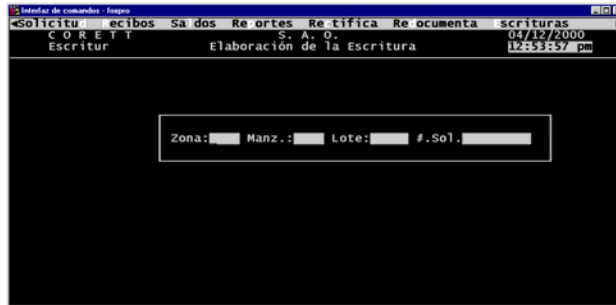 Interfaz de comandos - foxpro
Solicitu ecibos Sa dos Re ortes Re tifica Re ocumenta scrituras
C O R E T T S. A. O. 04/12/2000
Escritur Elaboración de la Escritura 12:53:57 pm
Zona: Manz.: Lote: #.Sol.